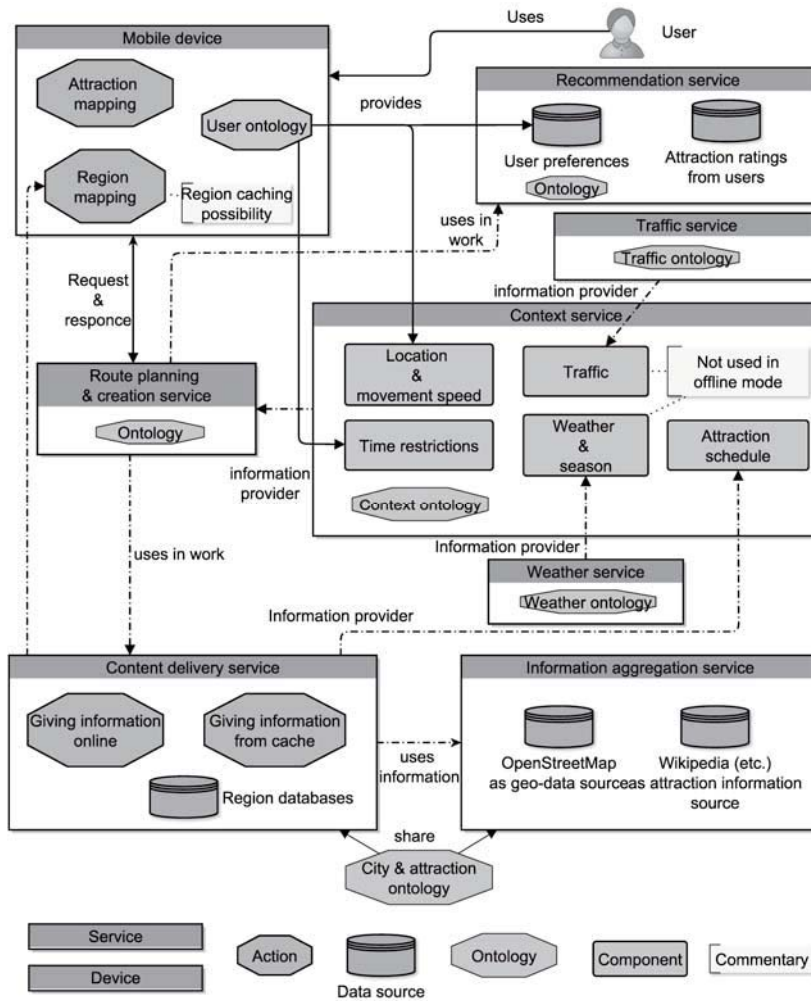 Uses
User
Mobile device
Attraction
mapping
User ontology
Region
mapping
Region caching
possibility
provides
Recommendation service
User preferences
Attraction ratings
from users
Ontology
uses in
work
Traffic service
Traffic ontology
information provider
Request
&
responce
Context service
Location
&
movement speed
Traffic
Not used in
offline mode
Time restrictions
Weather
&
season
Attraction
schedule
Context ontology
Route planning
& creation service
Ontology
information
provider
uses in work
Information provider
Weather service
Weather ontology
Information provider
Content delivery service
Giving information
online
Giving information
from cache
Region databases
uses
information
Information aggregation service
OpenStreetMap
as geo-data source
Wikipedia (etc.)
as attraction information
source
share
City & attraction
ontology
Service
Device
Action
Data source
Ontology
Component
Commentary